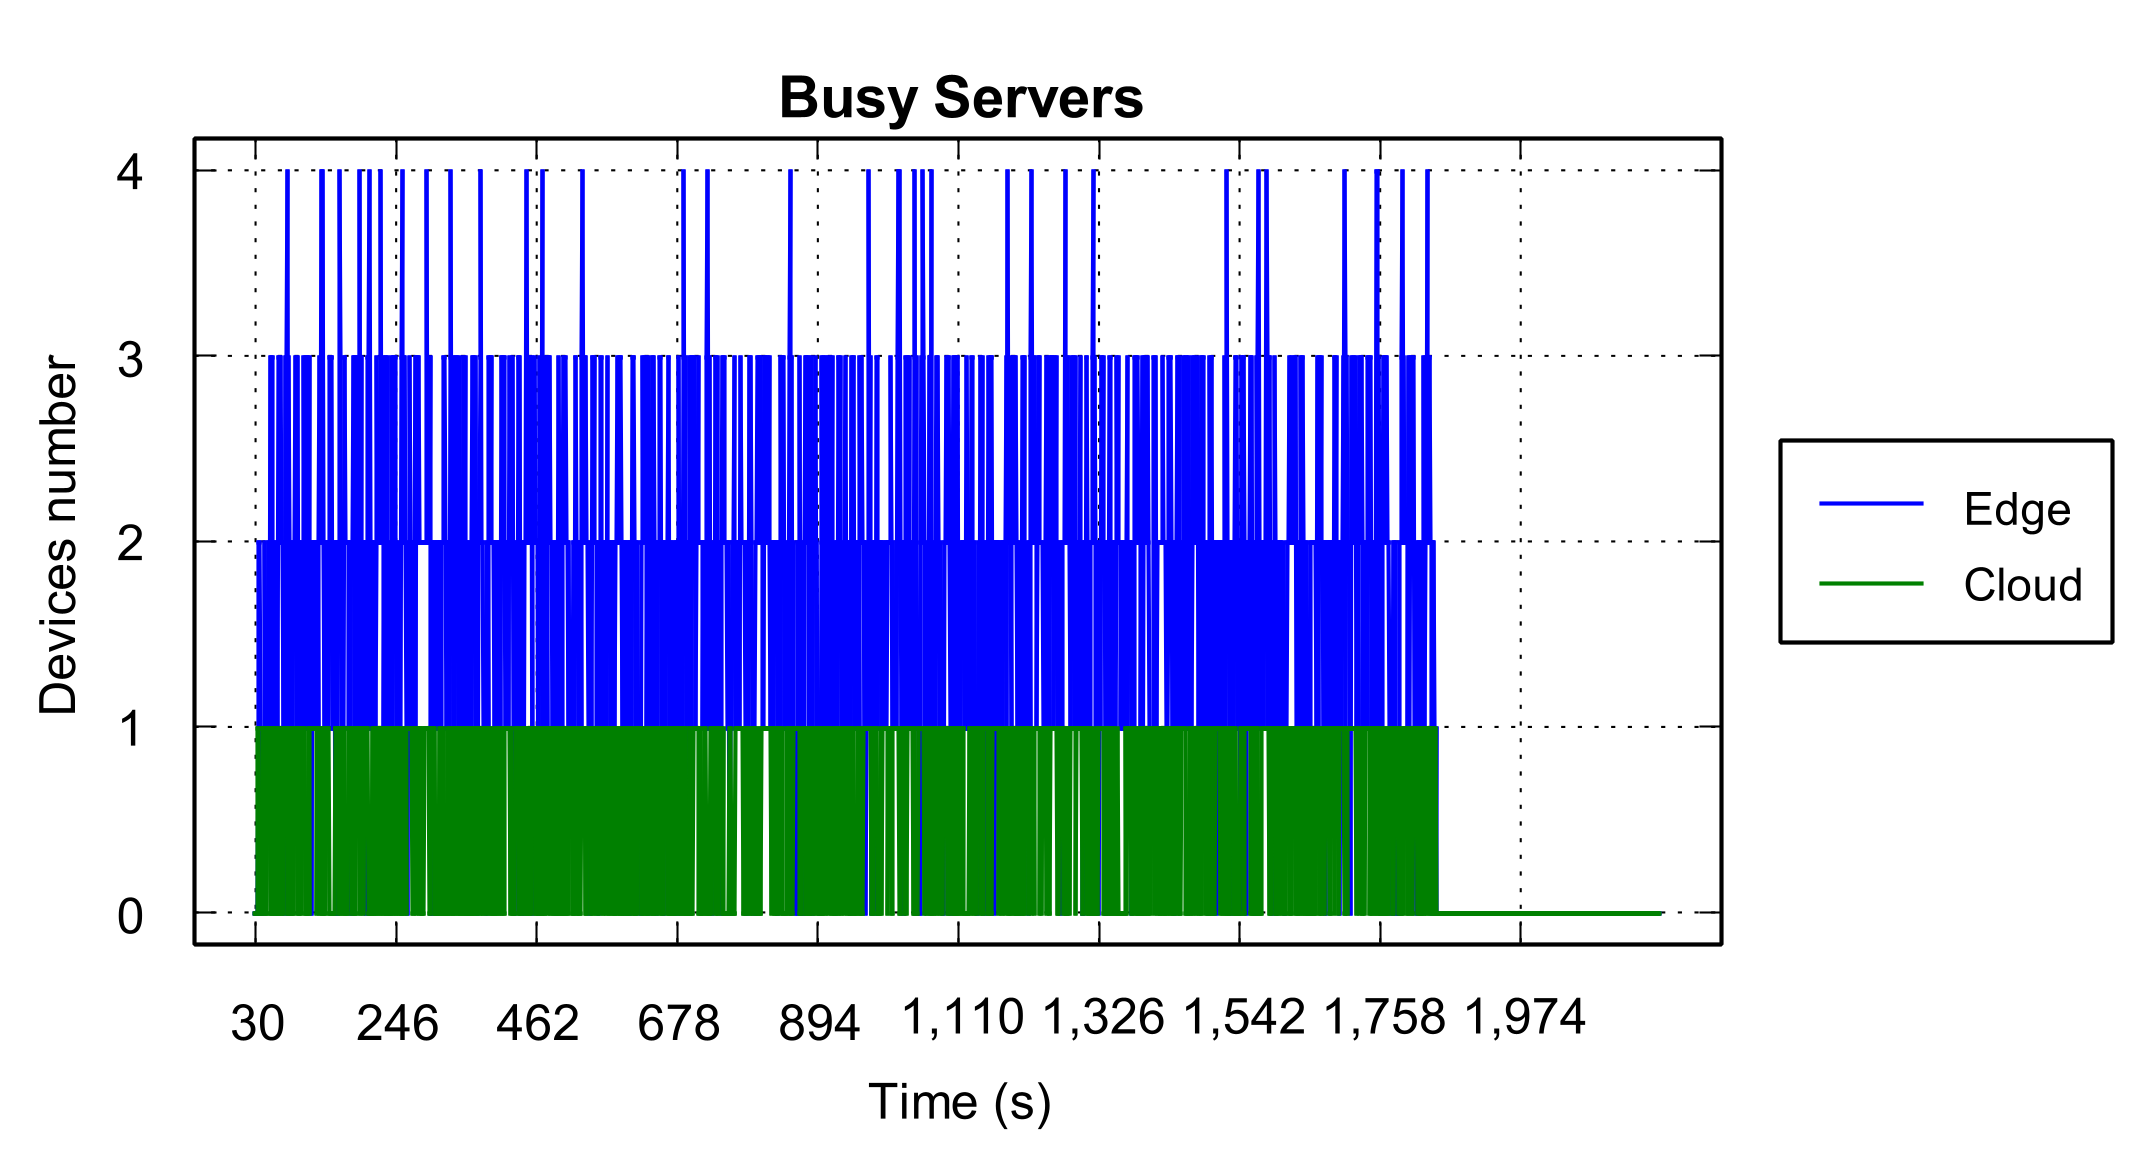 Busy Servers
4
3
2
1
0
Devices number
30 246 462 678 894 1,110 1,326 1,542 1,758 1,974
Time (s)
Edge
Cloud